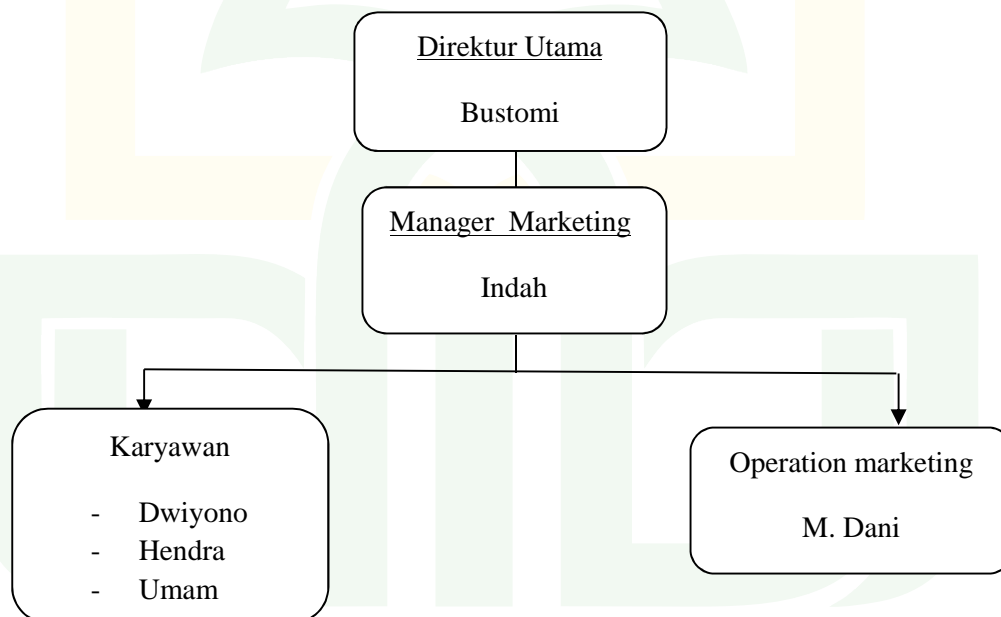 Direktur Utama
Bustomi
Manager Marketing
Indah
Karyawan
- Dwiyono
- Hendra
- Umam
Operation marketing
M. Dani